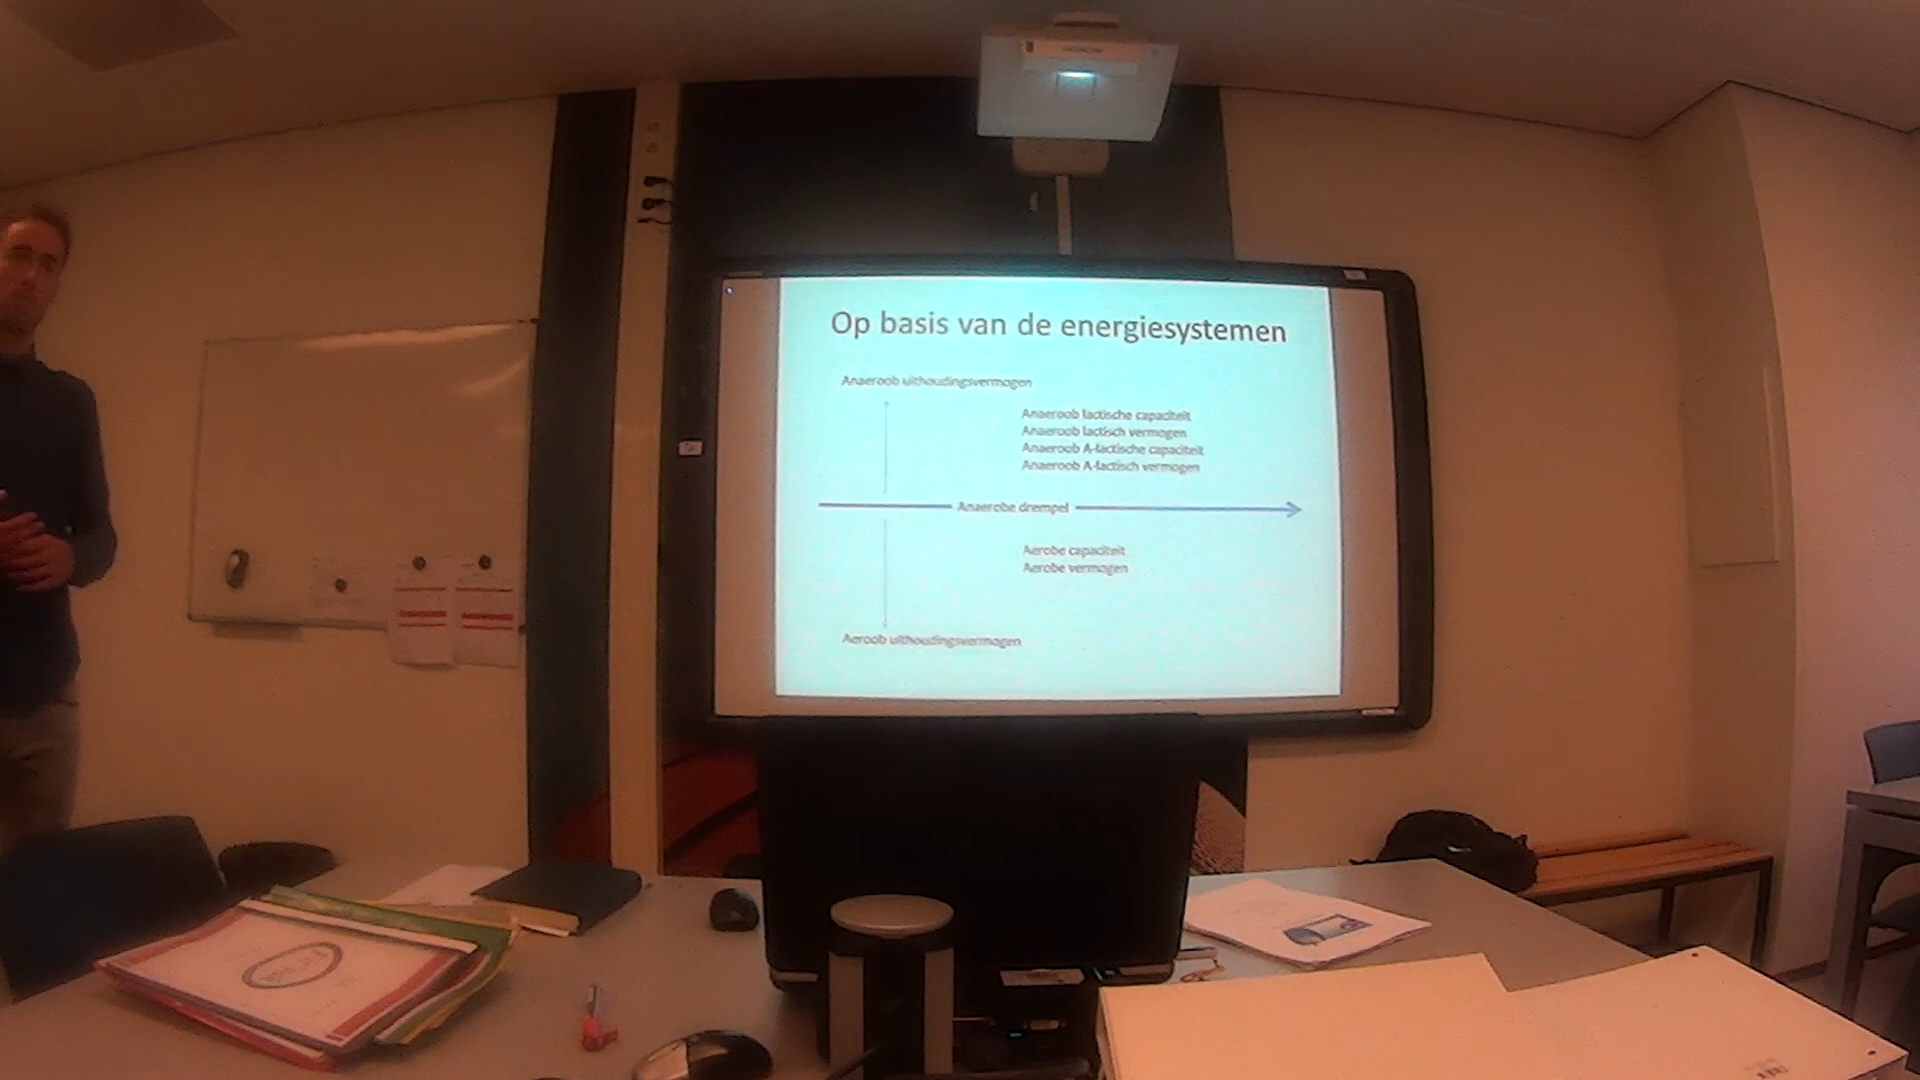 Op basis van de energiesystemen
Anaeroob uithoudingsvermogen
Anaeroob lactische capaciteit
Anaeroob lactisch vermogen
Anaeroob A-lactische capaciteit
Anaeroob A-lactisch vermogen
Anaerobe drempel
Aerobe capaciteit
Aerobe vermogen
Aeroob uithoudingsvermogen